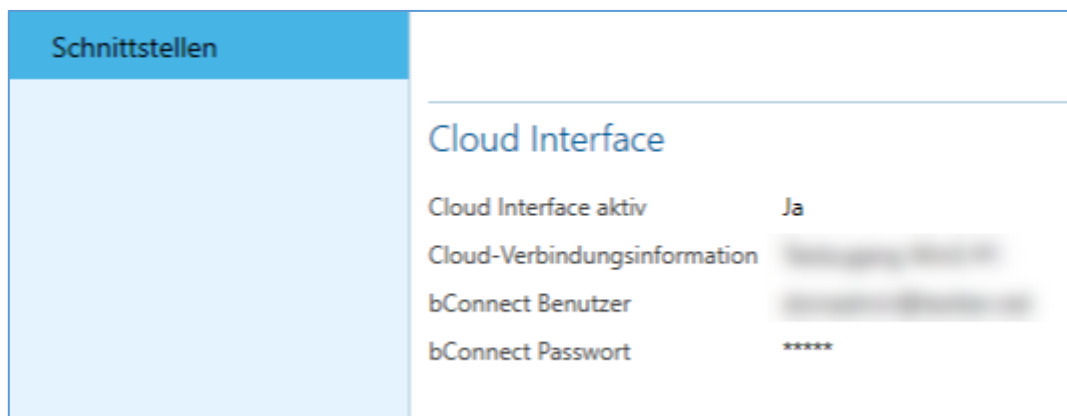 Schnittstellen
Cloud Interface
Cloud Interface aktiv Ja
Cloud-Verbindungsinformation
bConnect Benutzer
bConnect Passwort *****